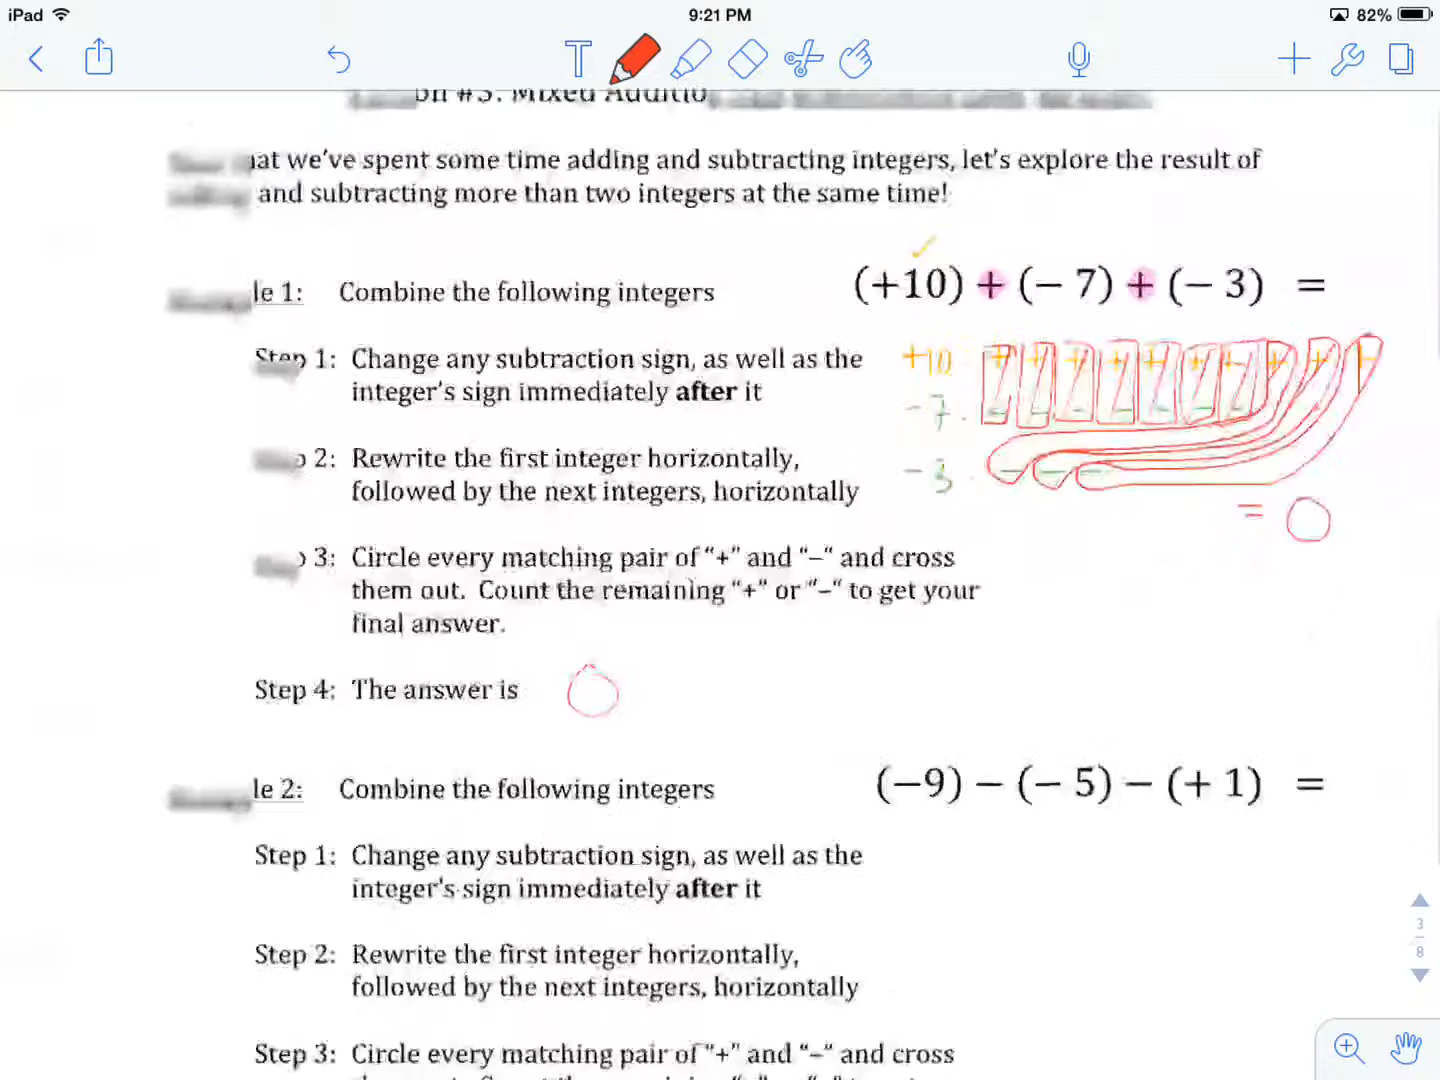 iPad 9:21 PM 82%
on #3: Mixed Additio
at we've spent some time adding and subtracting integers, let's explore the result of
and subtracting more than two integers at the same time!
le 1: Combine the following integers (+10) + (− 7) + (− 3) =
Step 1: Change any subtraction sign, as well as the
integer's sign immediately after it
+10 + + + + + + + + + +
-7 - - - - - - -
p 2: Rewrite the first integer horizontally,
followed by the next integers, horizontally
-3 - - -
= 0
3: Circle every matching pair of "+" and "−" and cross
them out. Count the remaining "+" or "−" to get your
final answer.
Step 4: The answer is 0
le 2: Combine the following integers (−9) − (− 5) − (+ 1) =
Step 1: Change any subtraction sign, as well as the
integer's sign immediately after it
Step 2: Rewrite the first integer horizontally,
followed by the next integers, horizontally
3
8
Step 3: Circle every matching pair of "+" and "−" and cross